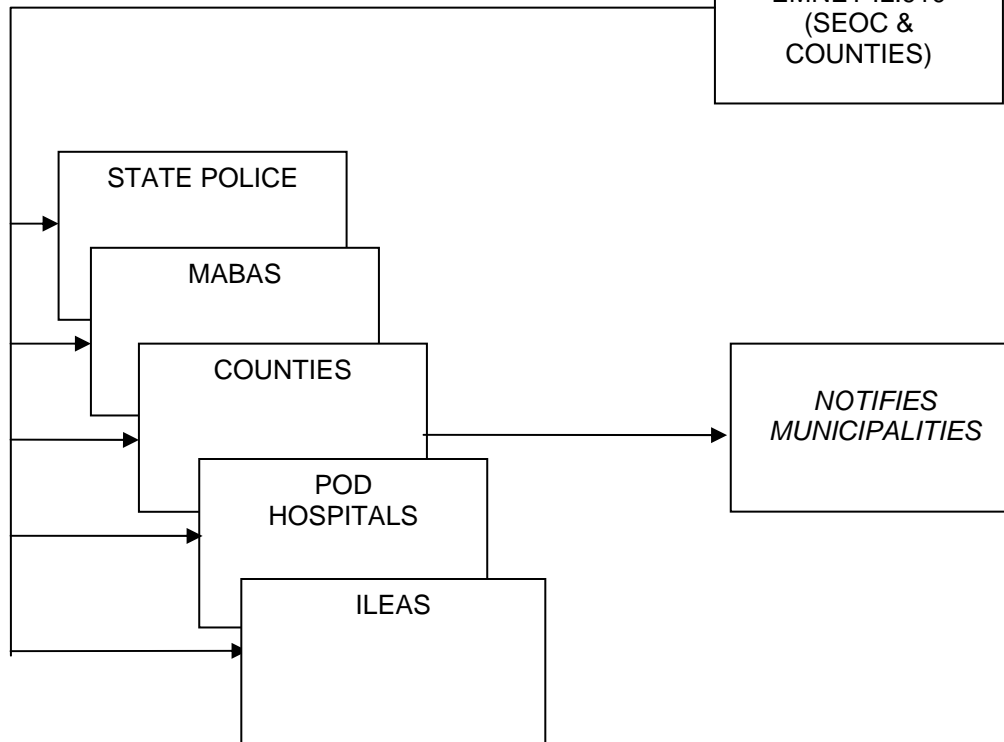 (SEOC &
COUNTIES)
STATE POLICE
MABAS
COUNTIES
NOTIFIES
MUNICIPALITIES
POD
HOSPITALS
ILEAS